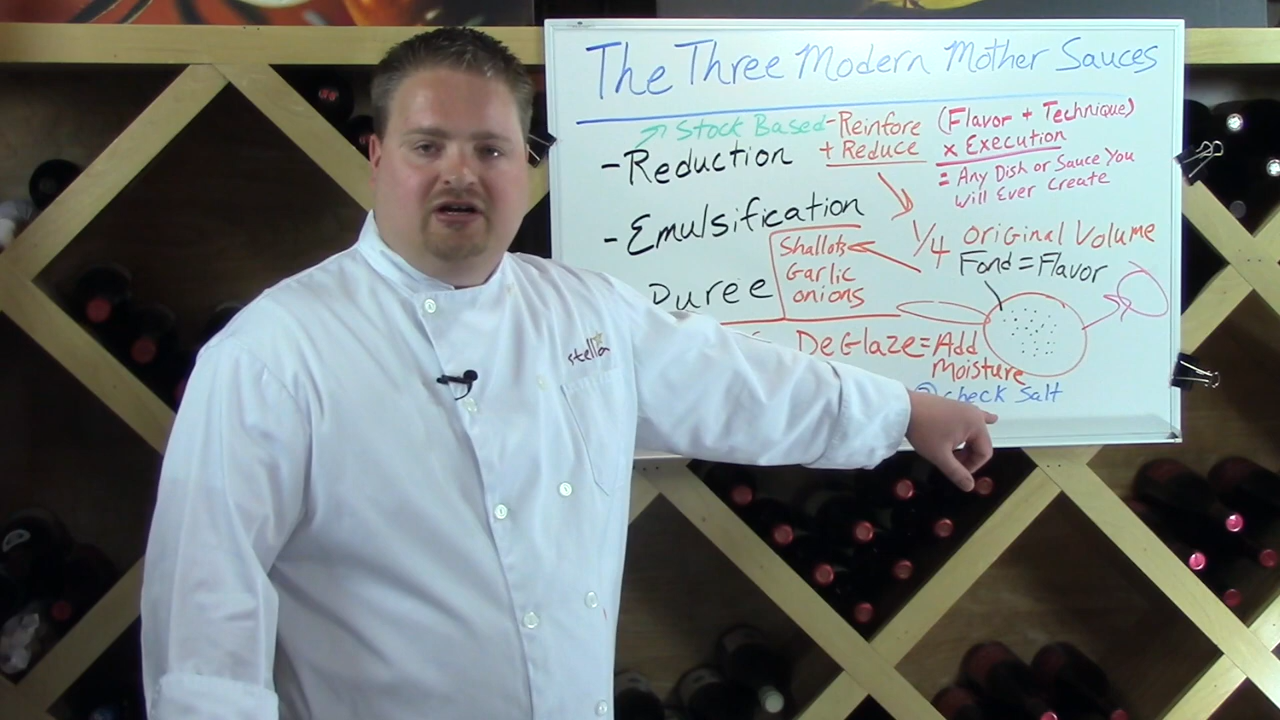 The Three Modern Mother Sauces
Stock Based
- Reduction
- Reinfore
+ Reduce
(Flavor + Technique)
x Execution
= Any Dish or Sauce You
will Ever Create
- Emulsification
1/4 Original Volume
Puree
Shallots
Garlic
onions
Fond = Flavor
DeGlaze = Add
Moisture
check Salt
stella